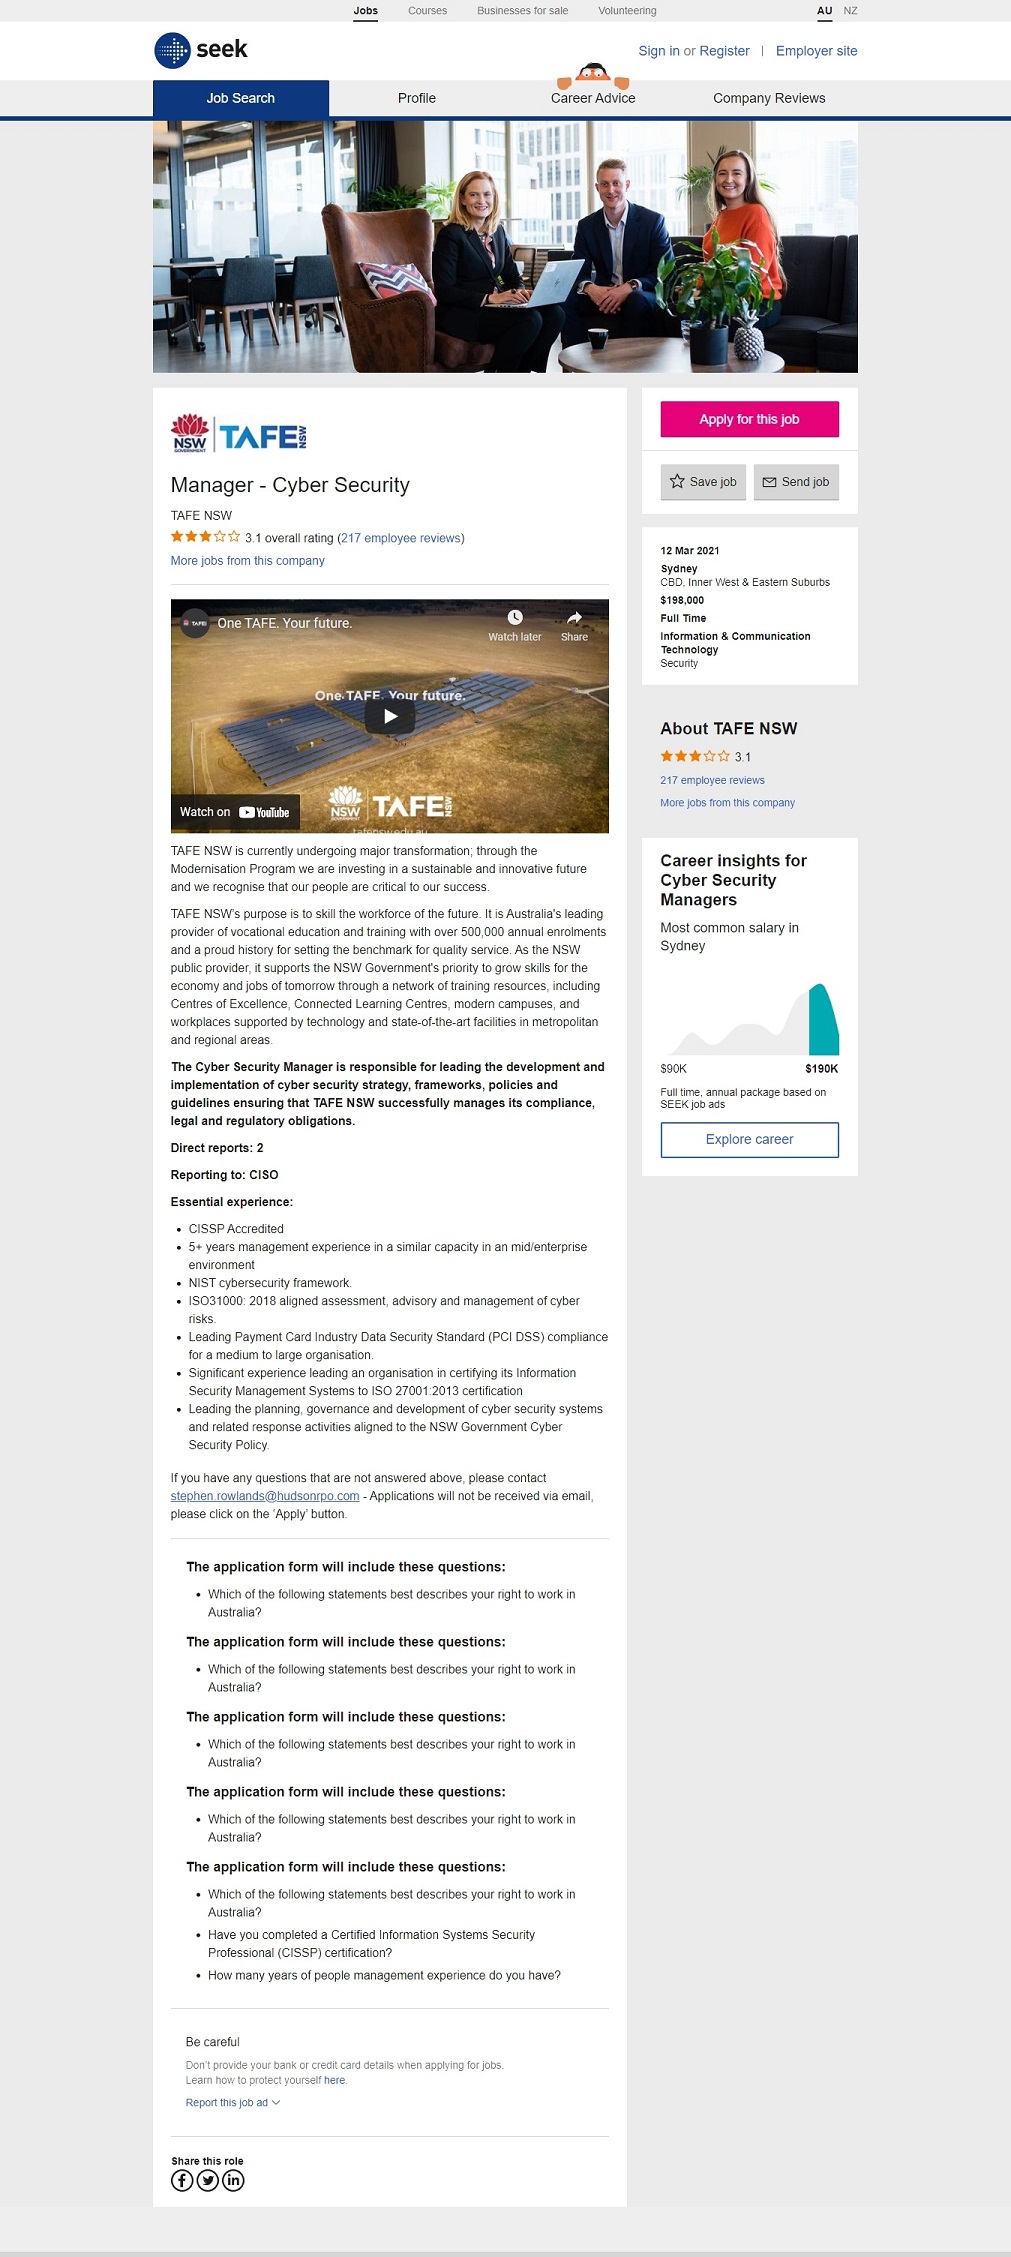 Jobs Courses Businesses for sale Volunteering AU NZ
seek
Sign in or Register | Employer site
Job Search Profile Career Advice Company Reviews
NSW GOVERNMENT TAFE NSW
Manager - Cyber Security
TAFE NSW
3.1 overall rating (217 employee reviews)
More jobs from this company
TAFE One TAFE. Your future.
Watch later Share
One TAFE. Your future.
Watch on YouTube
NSW GOVERNMENT TAFE NSW
tafensw.edu.au
TAFE NSW is currently undergoing major transformation; through the
Modernisation Program we are investing in a sustainable and innovative future
and we recognise that our people are critical to our success.
TAFE NSW's purpose is to skill the workforce of the future. It is Australia's leading
provider of vocational education and training with over 500,000 annual enrolments
and a proud history for setting the benchmark for quality service. As the NSW
public provider, it supports the NSW Government's priority to grow skills for the
economy and jobs of tomorrow through a network of training resources, including
Centres of Excellence, Connected Learning Centres, modern campuses, and
workplaces supported by technology and state-of-the-art facilities in metropolitan
and regional areas.
The Cyber Security Manager is responsible for leading the development and
implementation of cyber security strategy, frameworks, policies and
guidelines ensuring that TAFE NSW successfully manages its compliance,
legal and regulatory obligations.
Direct reports: 2
Reporting to: CISO
Essential experience:
• CISSP Accredited
• 5+ years management experience in a similar capacity in an mid/enterprise
environment
• NIST cybersecurity framework.
• ISO31000: 2018 aligned assessment, advisory and management of cyber
risks.
• Leading Payment Card Industry Data Security Standard (PCI DSS) compliance
for a medium to large organisation.
• Significant experience leading an organisation in certifying its Information
Security Management Systems to ISO 27001:2013 certification
• Leading the planning, governance and development of cyber security systems
and related response activities aligned to the NSW Government Cyber
Security Policy.
If you have any questions that are not answered above, please contact
stephen.rowlands@hudsonrpo.com - Applications will not be received via email,
please click on the 'Apply' button.
The application form will include these questions:
• Which of the following statements best describes your right to work in
Australia?
The application form will include these questions:
• Which of the following statements best describes your right to work in
Australia?
The application form will include these questions:
• Which of the following statements best describes your right to work in
Australia?
The application form will include these questions:
• Which of the following statements best describes your right to work in
Australia?
The application form will include these questions:
• Which of the following statements best describes your right to work in
Australia?
• Have you completed a Certified Information Systems Security
Professional (CISSP) certification?
• How many years of people management experience do you have?
Be careful
Don't provide your bank or credit card details when applying for jobs.
Learn how to protect yourself here.
Report this job ad
Share this role
Apply for this job
Save job Send job
12 Mar 2021
Sydney
CBD, Inner West & Eastern Suburbs
$198,000
Full Time
Information & Communication
Technology
Security
About TAFE NSW
3.1
217 employee reviews
More jobs from this company
Career insights for
Cyber Security
Managers
Most common salary in
Sydney
$90K $190K
Full time, annual package based on
SEEK job ads
Explore career